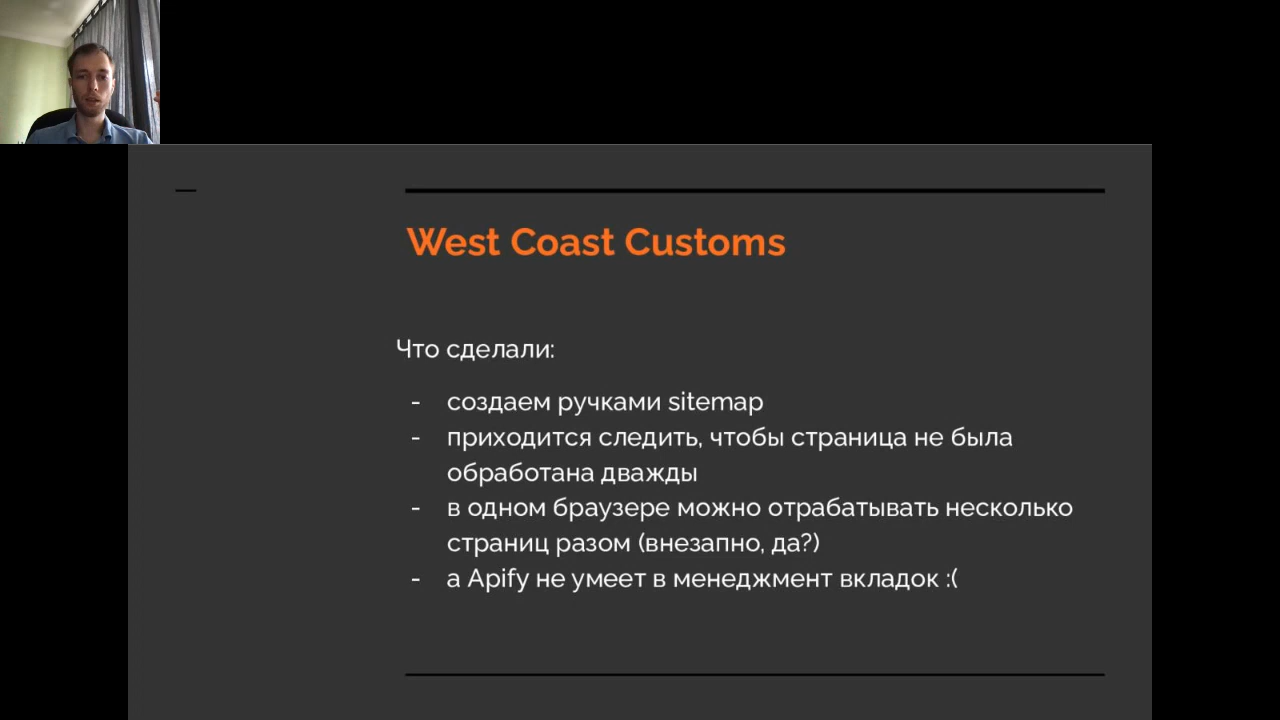 West Coast Customs
Что сделали:
- создаем ручками sitemap
- приходится следить, чтобы страница не была
обработана дважды
- в одном браузере можно отрабатывать несколько
страниц разом (внезапно, да?)
- а Apify не умеет в менеджмент вкладок :(